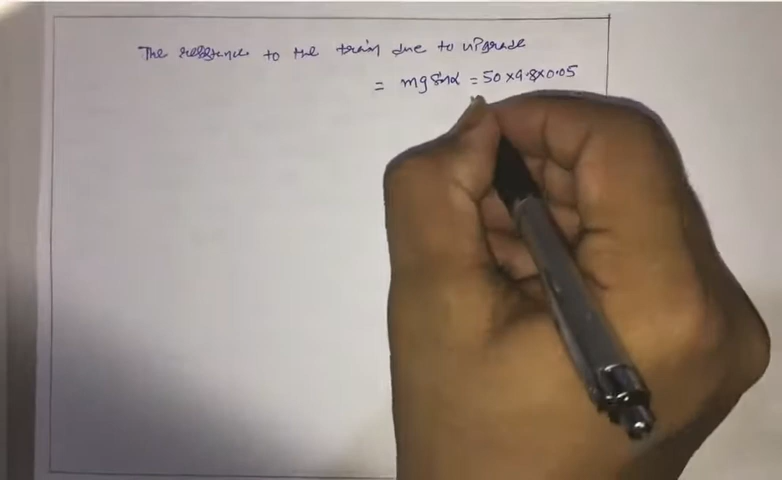 The resistance to the train due to upgrade
= mg sinα = 50 × 9.8 × 0.05